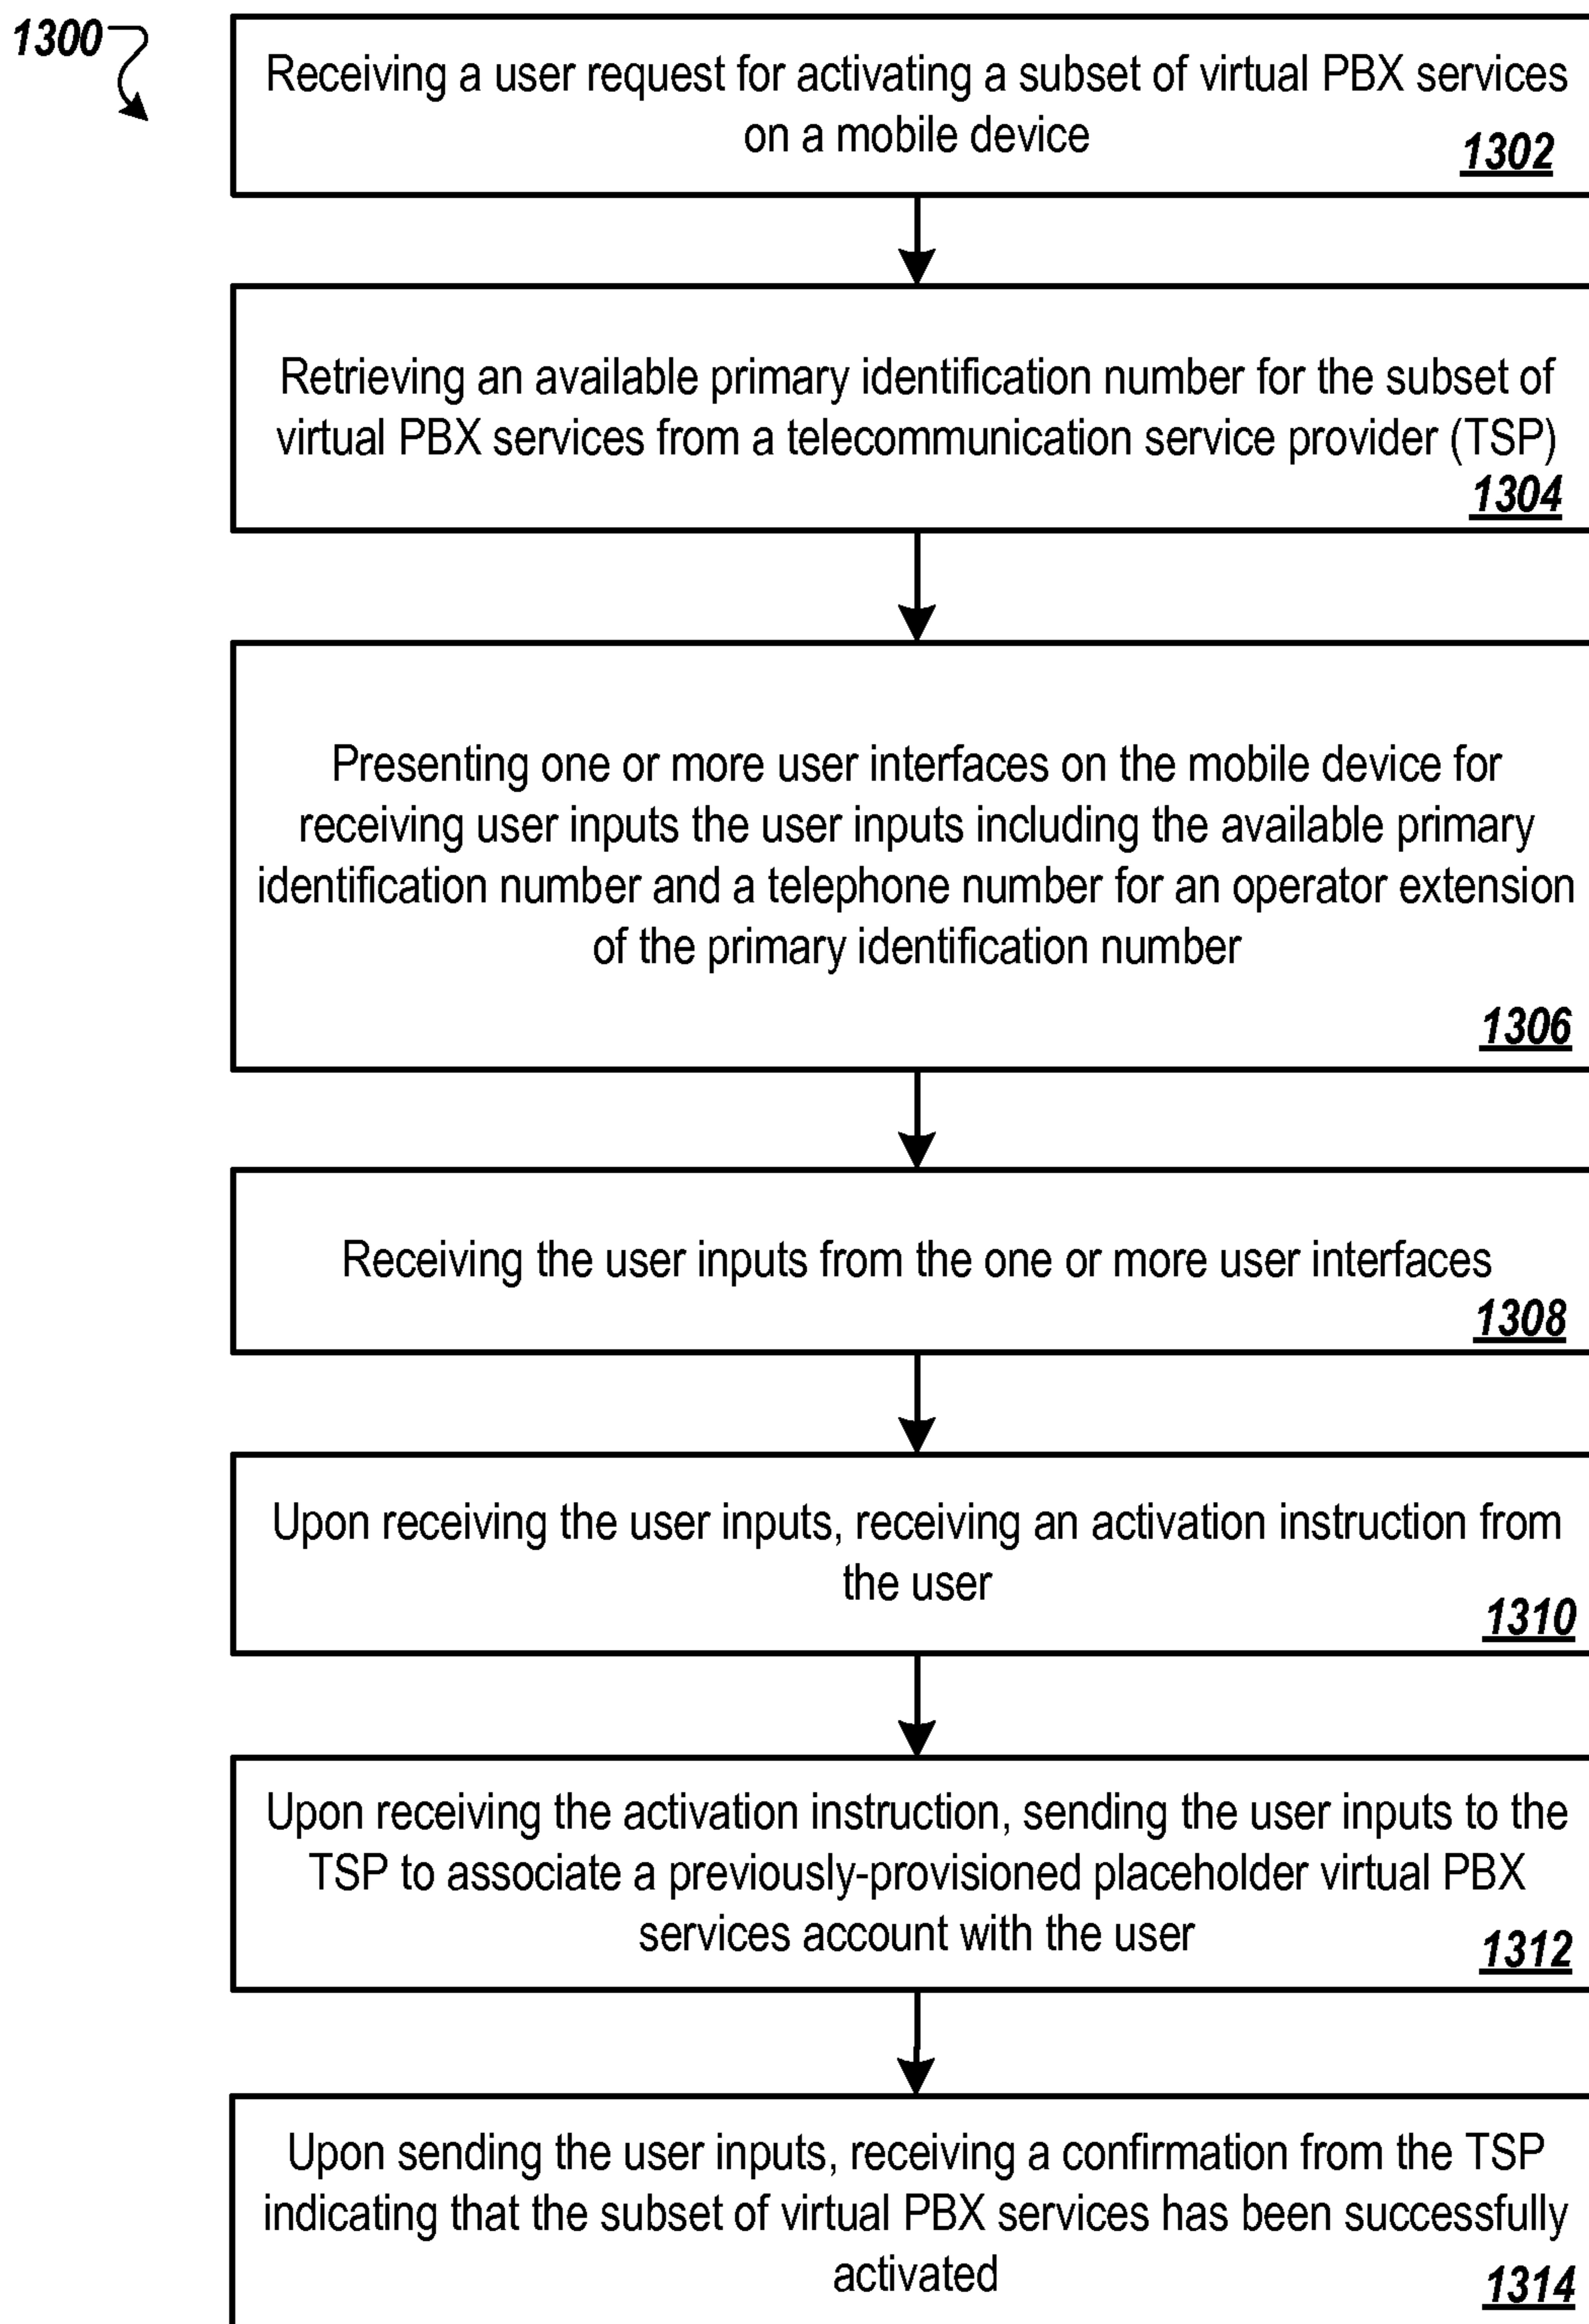 1300
Receiving a user request for activating a subset of virtual PBX services
on a mobile device
1302
Retrieving an available primary identification number for the subset of
virtual PBX services from a telecommunication service provider (TSP)
1304
Presenting one or more user interfaces on the mobile device for
receiving user inputs the user inputs including the available primary
identification number and a telephone number for an operator extension
of the primary identification number
1306
Receiving the user inputs from the one or more user interfaces
1308
Upon receiving the user inputs, receiving an activation instruction from
the user
1310
Upon receiving the activation instruction, sending the user inputs to the
TSP to associate a previously-provisioned placeholder virtual PBX
services account with the user
1312
Upon sending the user inputs, receiving a confirmation from the TSP
indicating that the subset of virtual PBX services has been successfully
activated
1314